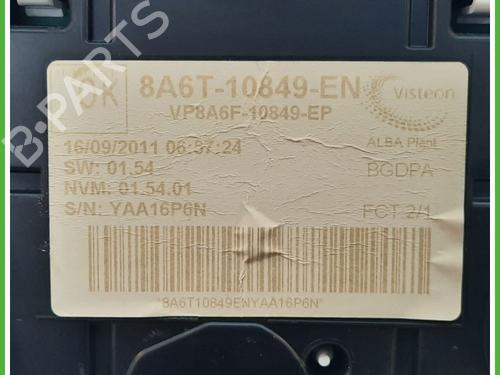 OK
8A6T-10849-EN
VP8A6F-10849-EP
Visteon
16/09/2011 06:37:24
ALBA Plant
SW: 01.54
BGDPA
NVM: 01.54.01
S/N: YAA16P6N
FCT 2/1
*8A6T10849ENYAA16P6N*
B-PARTS